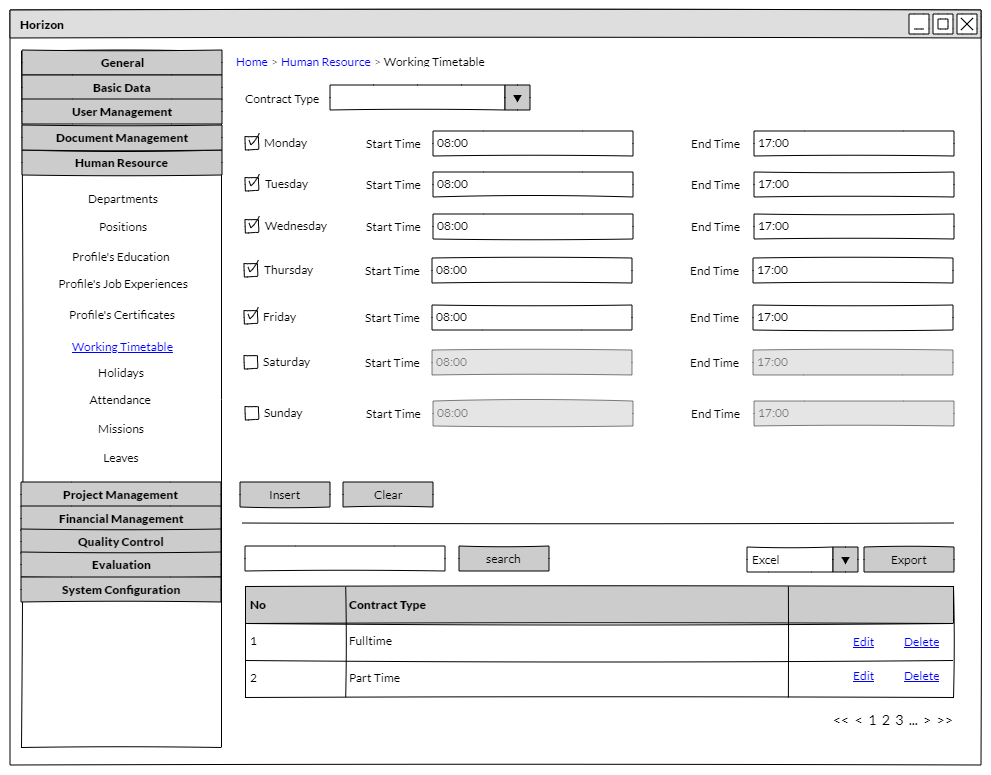 Horizon
General
Basic Data
User Management
Document Management
Human Resource
Departments
Positions
Profile's Education
Profile's Job Experiences
Profile's Certificates
Working Timetable
Holidays
Attendance
Missions
Leaves
Project Management
Financial Management
Quality Control
Evaluation
System Configuration
Home > Human Resource > Working Timetable
Contract Type
Monday Start Time 08:00 End Time 17:00
Tuesday Start Time 08:00 End Time 17:00
Wednesday Start Time 08:00 End Time 17:00
Thursday Start Time 08:00 End Time 17:00
Friday Start Time 08:00 End Time 17:00
Saturday Start Time 08:00 End Time 17:00
Sunday Start Time 08:00 End Time 17:00
Insert Clear
search Excel Export
No Contract Type
1 Fulltime Edit Delete
2 Part Time Edit Delete
<< < 1 2 3 ... > >>